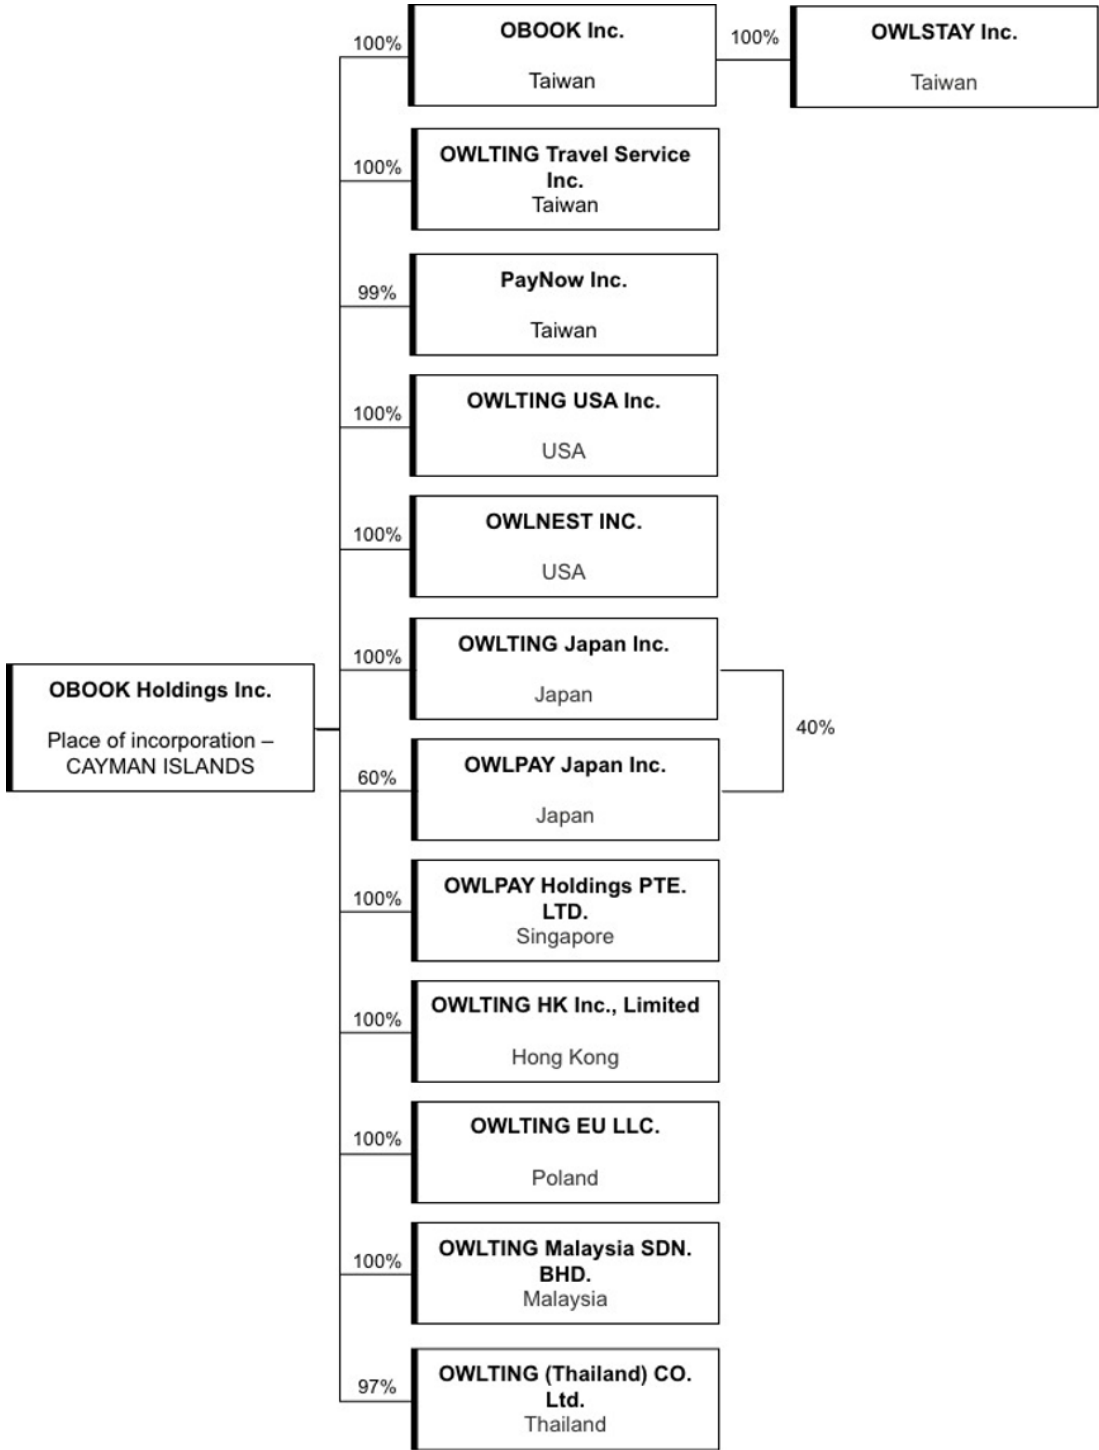 100%
OBOOK Inc.
Taiwan
100%
OWLSTAY Inc.
Taiwan
100%
OWLTING Travel Service
Inc.
Taiwan
99%
PayNow Inc.
Taiwan
100%
OWLTING USA Inc.
USA
100%
OWLNEST INC.
USA
100%
OWLTING Japan Inc.
Japan
OBOOK Holdings Inc.
Place of incorporation –
CAYMAN ISLANDS
40%
60%
OWLPAY Japan Inc.
Japan
100%
OWLPAY Holdings PTE.
LTD.
Singapore
100%
OWLTING HK Inc., Limited
Hong Kong
100%
OWLTING EU LLC.
Poland
100%
OWLTING Malaysia SDN.
BHD.
Malaysia
97%
OWLTING (Thailand) CO.
Ltd.
Thailand